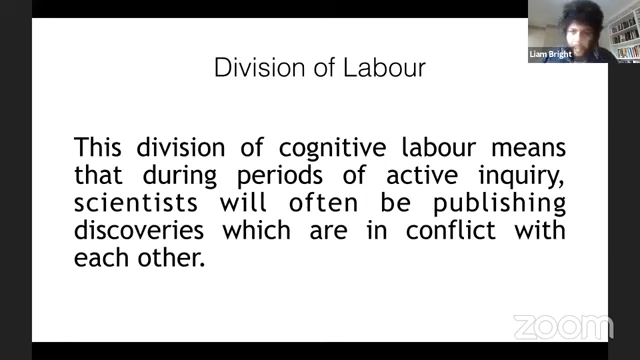 Liam Bright
Division of Labour
This division of cognitive labour means
that during periods of active inquiry,
scientists will often be publishing
discoveries which are in conflict with
each other.
zoom